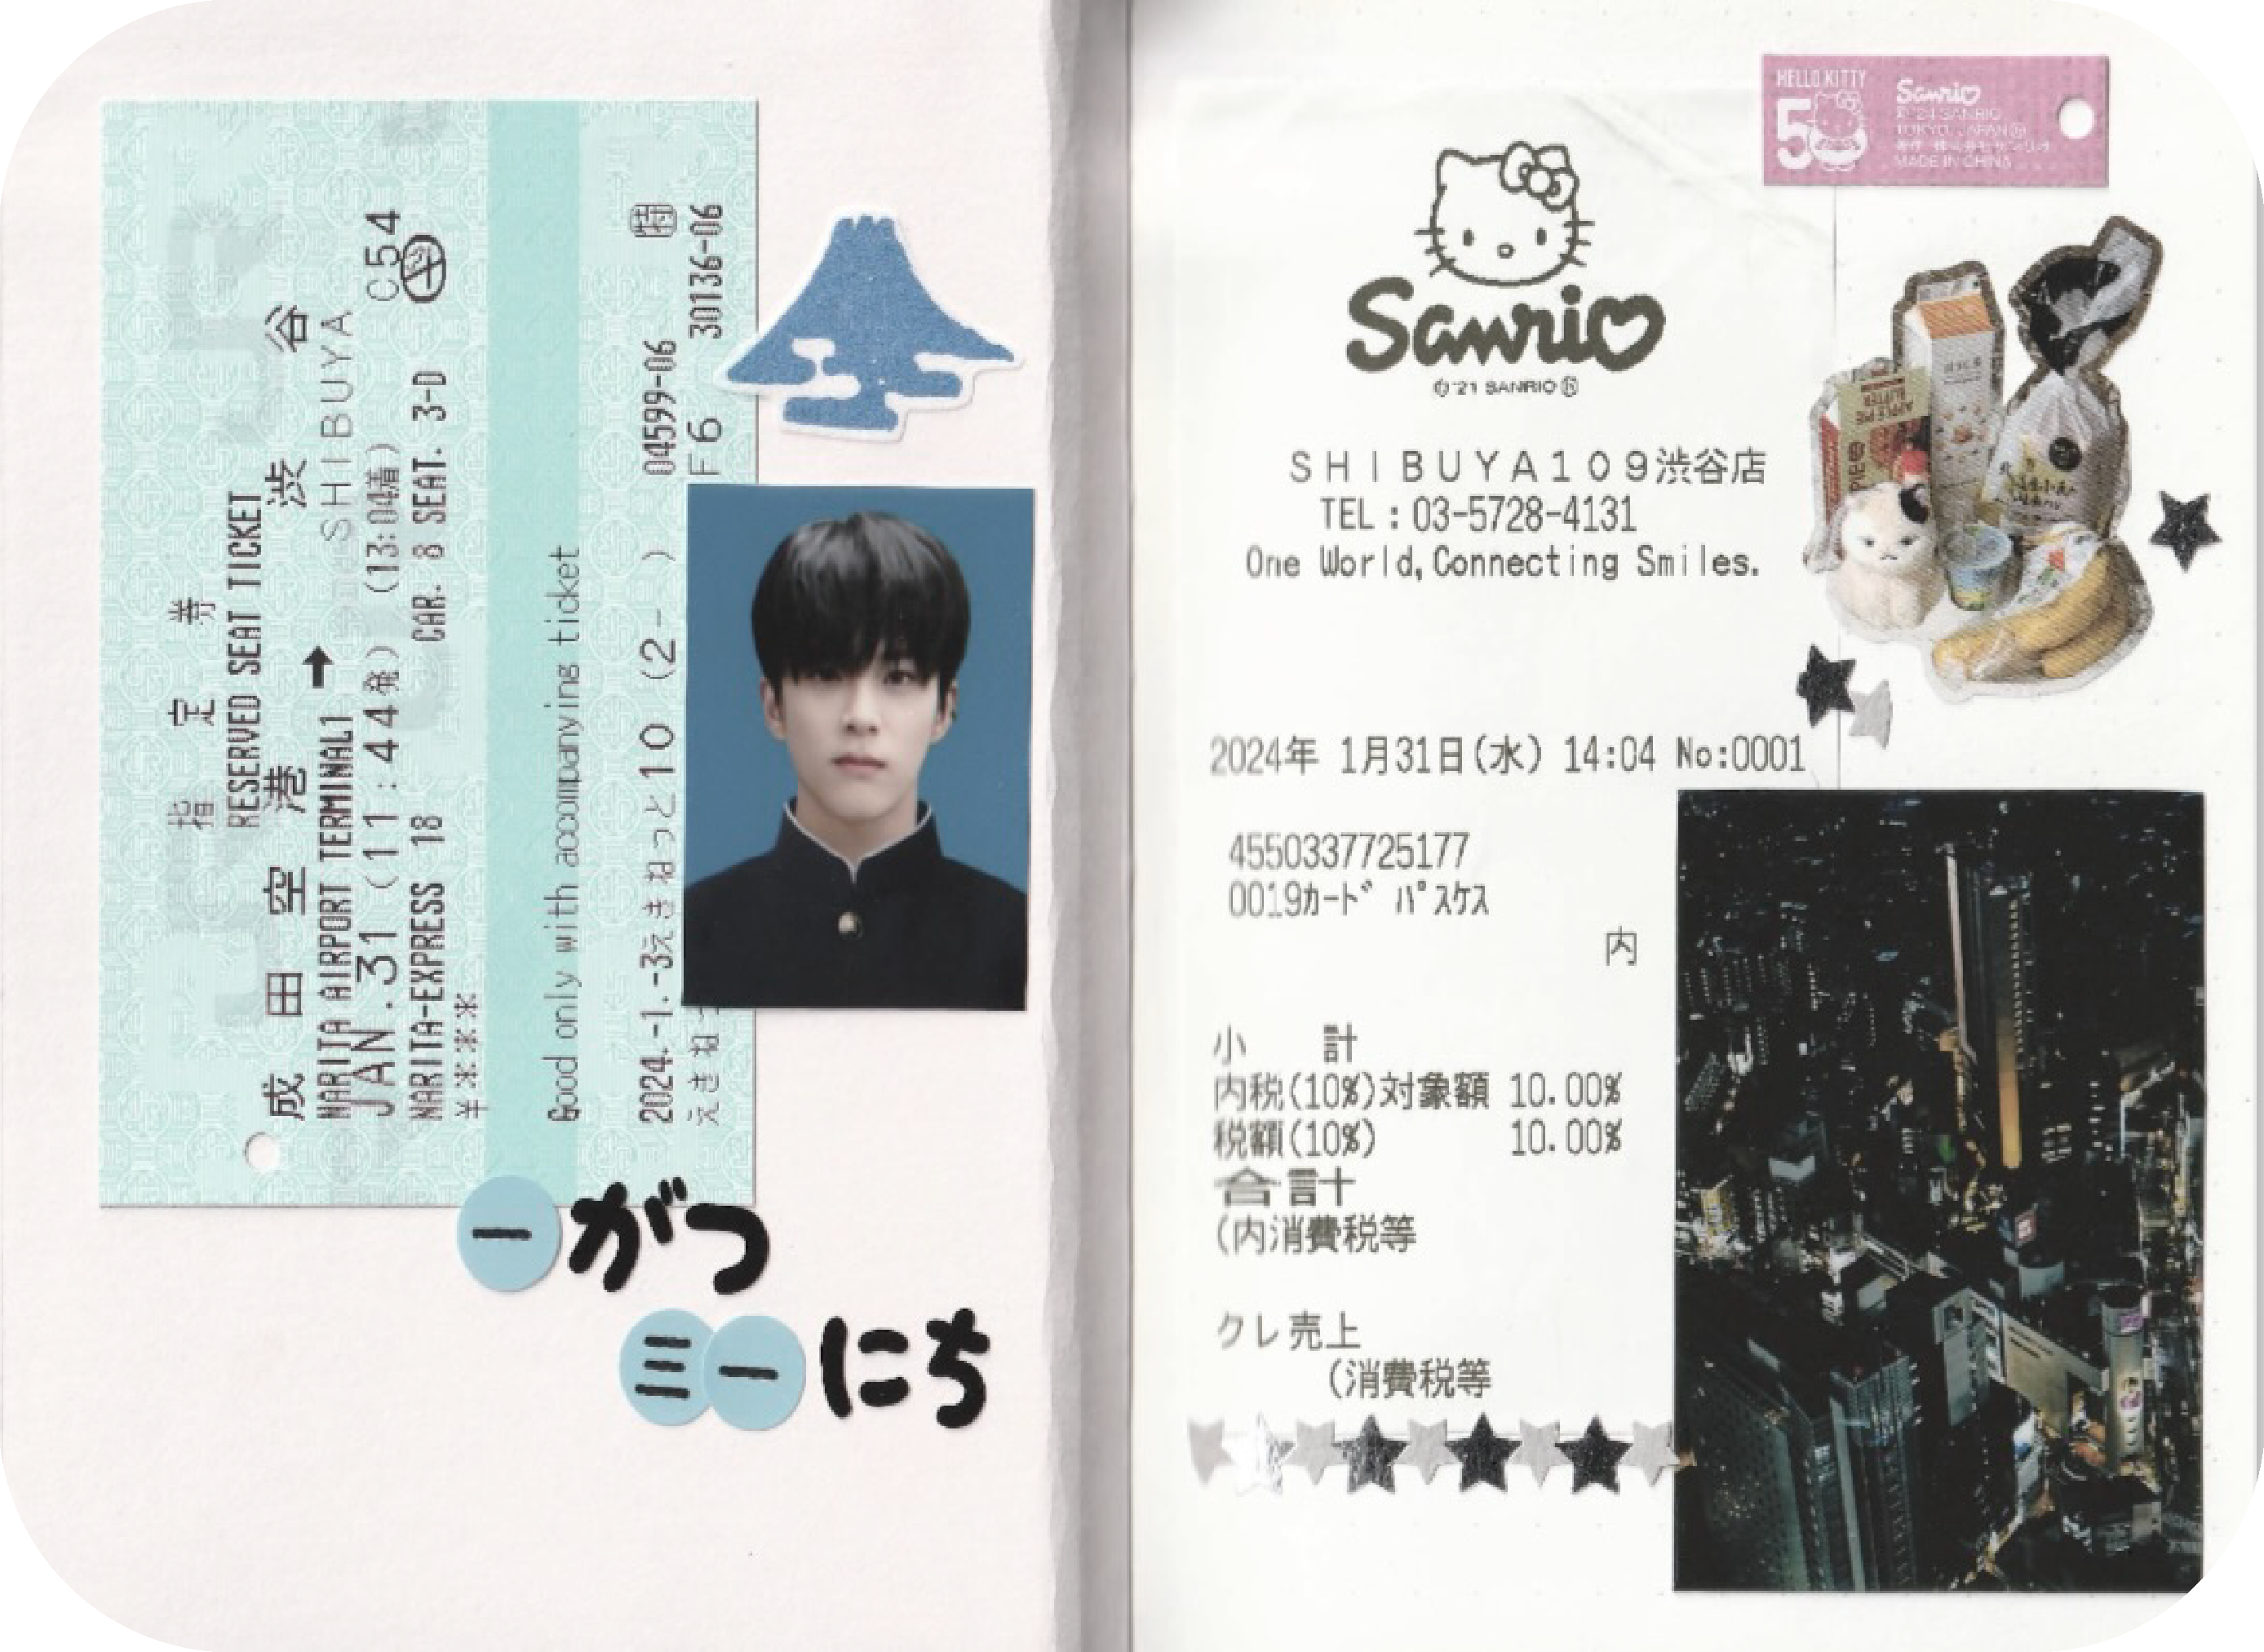 指定券
RESERVED SEAT TICKET
成田空港 → 渋谷
NARITA AIRPORT TERMINAL1 SHIBUYA
JAN.31(11:44発) (13:04着) C54
NARITA-EXPRESS 18 CAR. 8 SEAT. 3-D
¥***
Good only with accompanying ticket
2024.-1.-3えきねっと10 (2- ) 04599-06 特
えきねっ F6 30136-06
一がつ
三一にち
HELLO KITTY
50
Sanrio
TOKYO, JAPAN
MADE IN CHINA
Sanrio
© '21 SANRIO ®
SHIBUYA109渋谷店
TEL:03-5728-4131
One World,Connecting Smiles.
APPLE PIE
BUTTER
2024年 1月31日(水) 14:04 No:0001
4550337725177
0019カード パスケス
内
小 計
内税(10%)対象額 10.00%
税額(10%) 10.00%
合計
(内消費税等
クレ売上
(消費税等